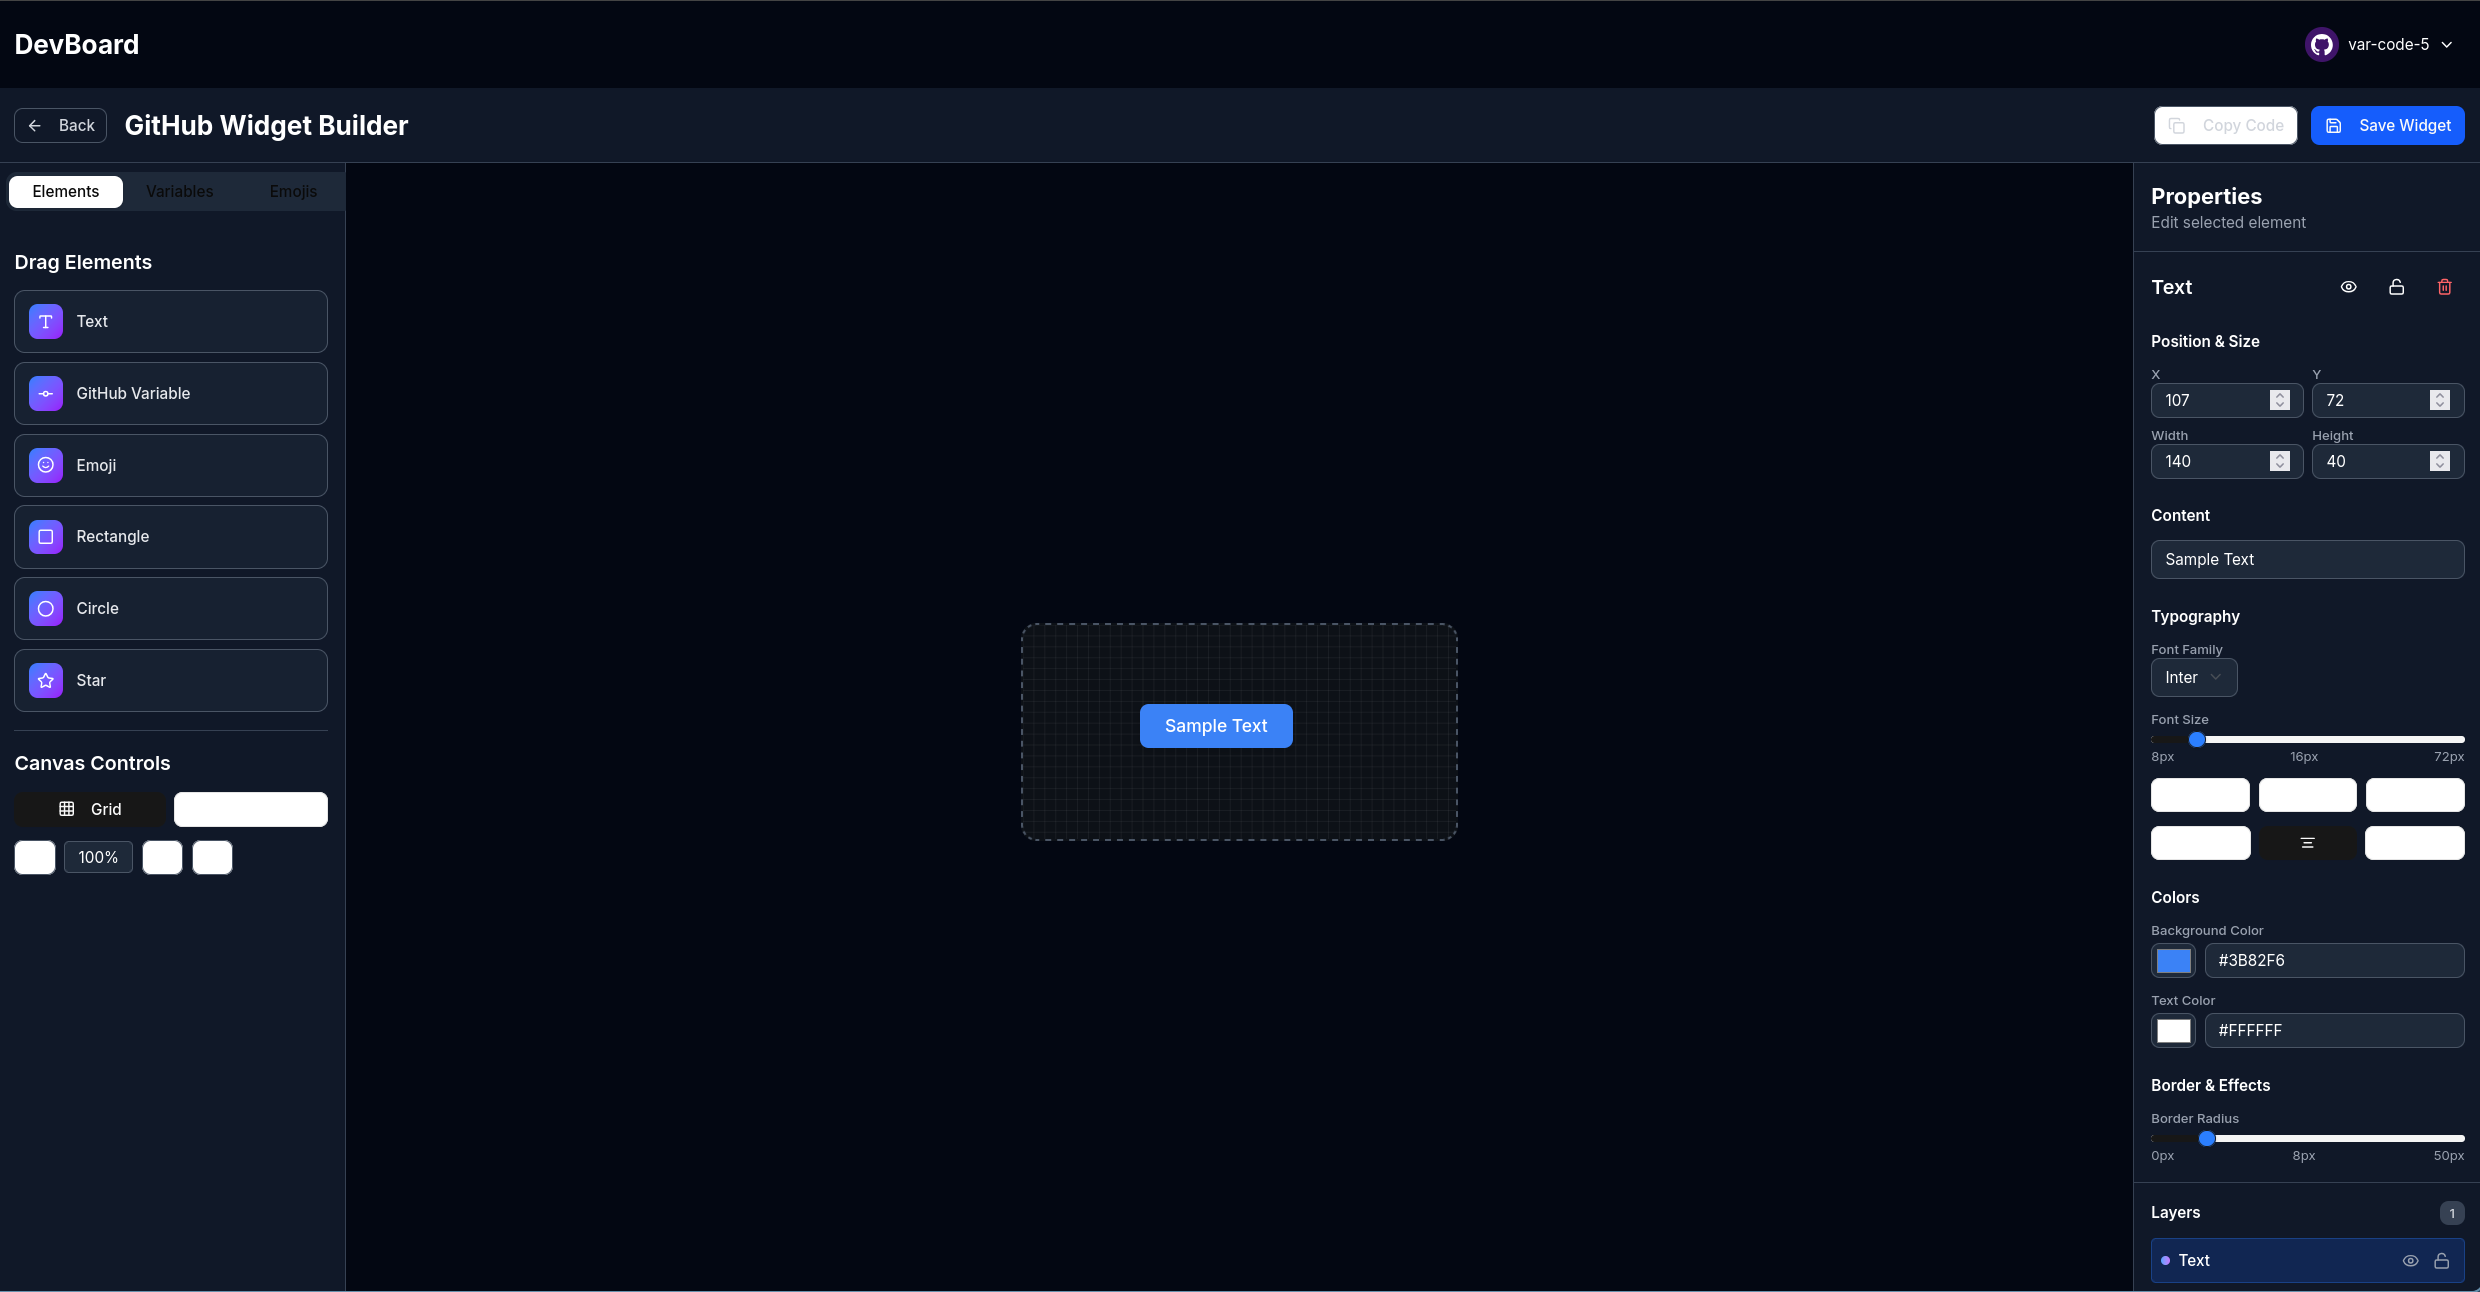 DevBoard
var-code-5
Back
GitHub Widget Builder
Copy Code
Save Widget
Elements
Variables
Emojis
Drag Elements
Text
GitHub Variable
Emoji
Rectangle
Circle
Star
Canvas Controls
Grid
100%
Sample Text
Properties
Edit selected element
Text
Position & Size
X
Y
107
72
Width
Height
140
40
Content
Sample Text
Typography
Font Family
Inter
Font Size
8px
16px
72px
Colors
Background Color
#3B82F6
Text Color
#FFFFFF
Border & Effects
Border Radius
0px
8px
50px
Layers
1
Text